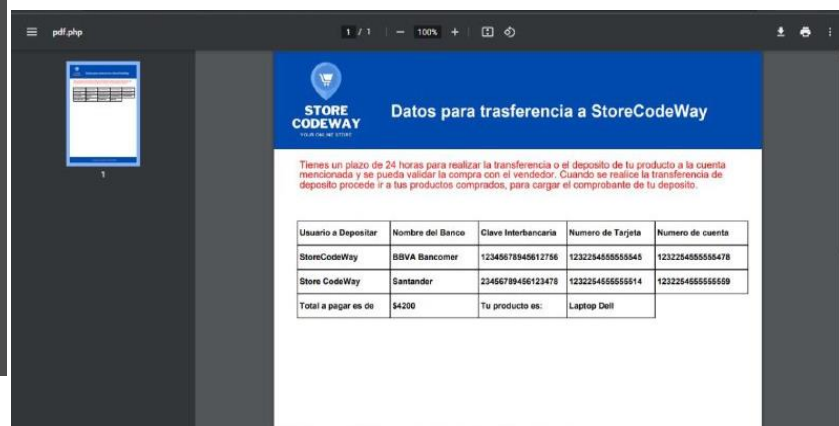 pdf.php
1 / 1
100%
1
STORE
CODEWAY
YOUR ONLINE STORE
Datos para trasferencia a StoreCodeWay
Tienes un plazo de 24 horas para realizar la transferencia o el deposito de tu producto a la cuenta
mencionada y se pueda validar la compra con el vendedor. Cuando se realice la transferencia de
deposito procede ir a tus productos comprados, para cargar el comprobante de tu deposito.
Usuario a Depositar Nombre del Banco Clave Interbancaria Numero de Tarjeta Numero de cuenta
StoreCodeWay BBVA Bancomer 12345678945612756 1232254555555545 1232254555555478
Store CodeWay Santander 23456789456123478 1232254555555514 1232254555555559
Total a pagar es de $4200 Tu producto es: Laptop Dell